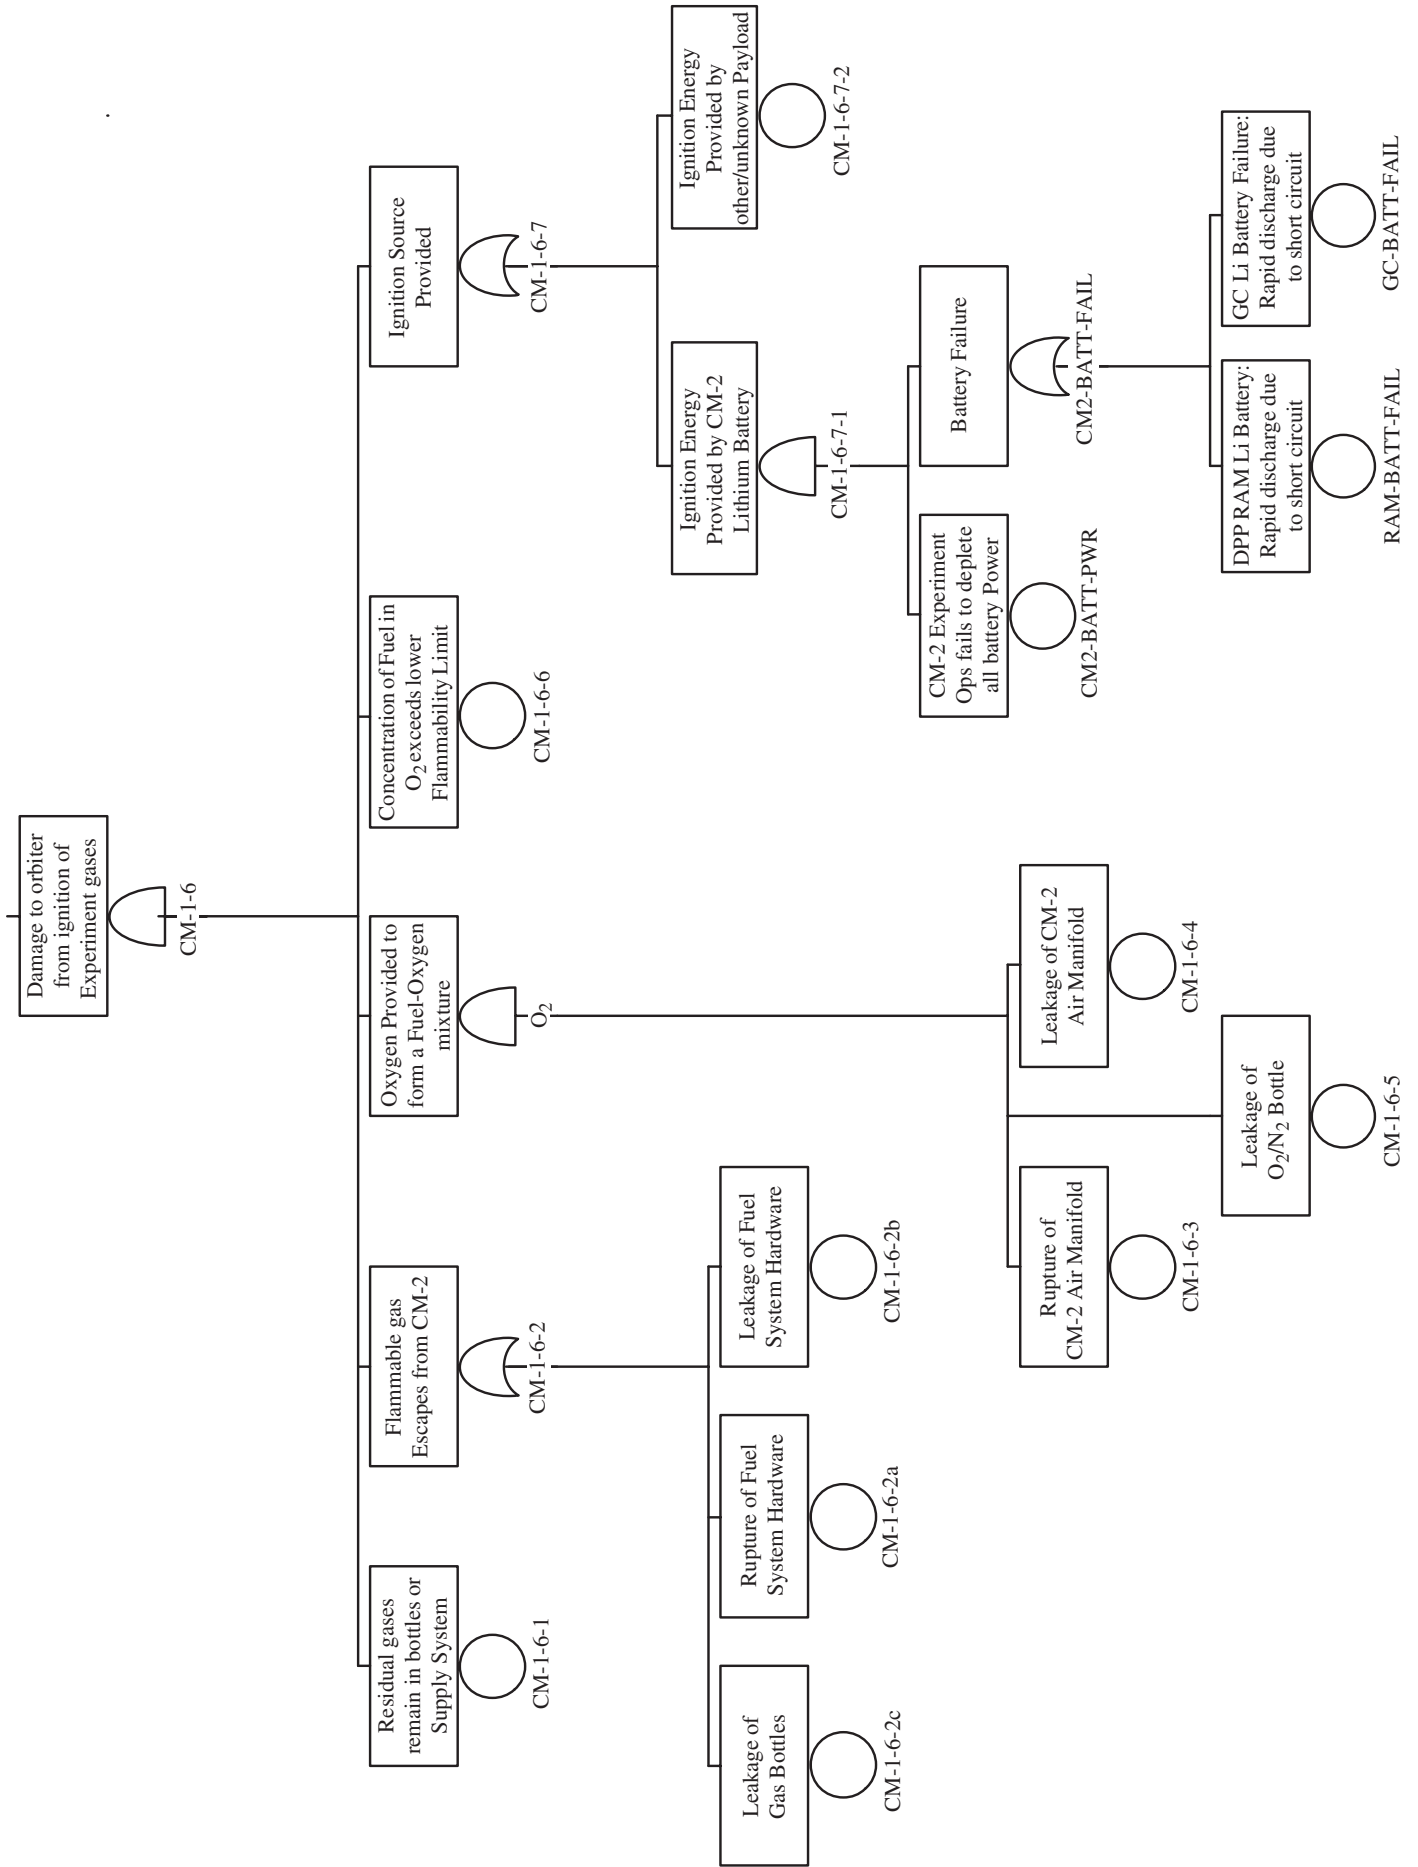 Damage to orbiter
from ignition of
Experiment gases
CM-1-6
Residual gases
remain in bottles or
Supply System
CM-1-6-1
Flammable gas
Escapes from CM-2
CM-1-6-2
Oxygen Provided to
form a Fuel-Oxygen
mixture
O₂
Concentration of Fuel in
O₂ exceeds lower
Flammability Limit
CM-1-6-6
Ignition Source
Provided
CM-1-6-7
Leakage of
Gas Bottles
CM-1-6-2c
Rupture of Fuel
System Hardware
CM-1-6-2a
Leakage of Fuel
System Hardware
CM-1-6-2b
Ignition Energy
Provided by CM-2
Lithium Battery
CM-1-6-7-1
Ignition Energy
Provided by
other/unknown Payload
CM-1-6-7-2
Rupture of
CM-2 Air Manifold
CM-1-6-3
Leakage of CM-2
Air Manifold
CM-1-6-4
CM-2 Experiment
Ops fails to deplete
all battery Power
CM2-BATT-PWR
Battery Failure
CM2-BATT-FAIL
Leakage of
O₂/N₂ Bottle
CM-1-6-5
DPP RAM Li Battery:
Rapid discharge due
to short circuit
RAM-BATT-FAIL
GC Li Battery Failure:
Rapid discharge due
to short circuit
GC-BATT-FAIL